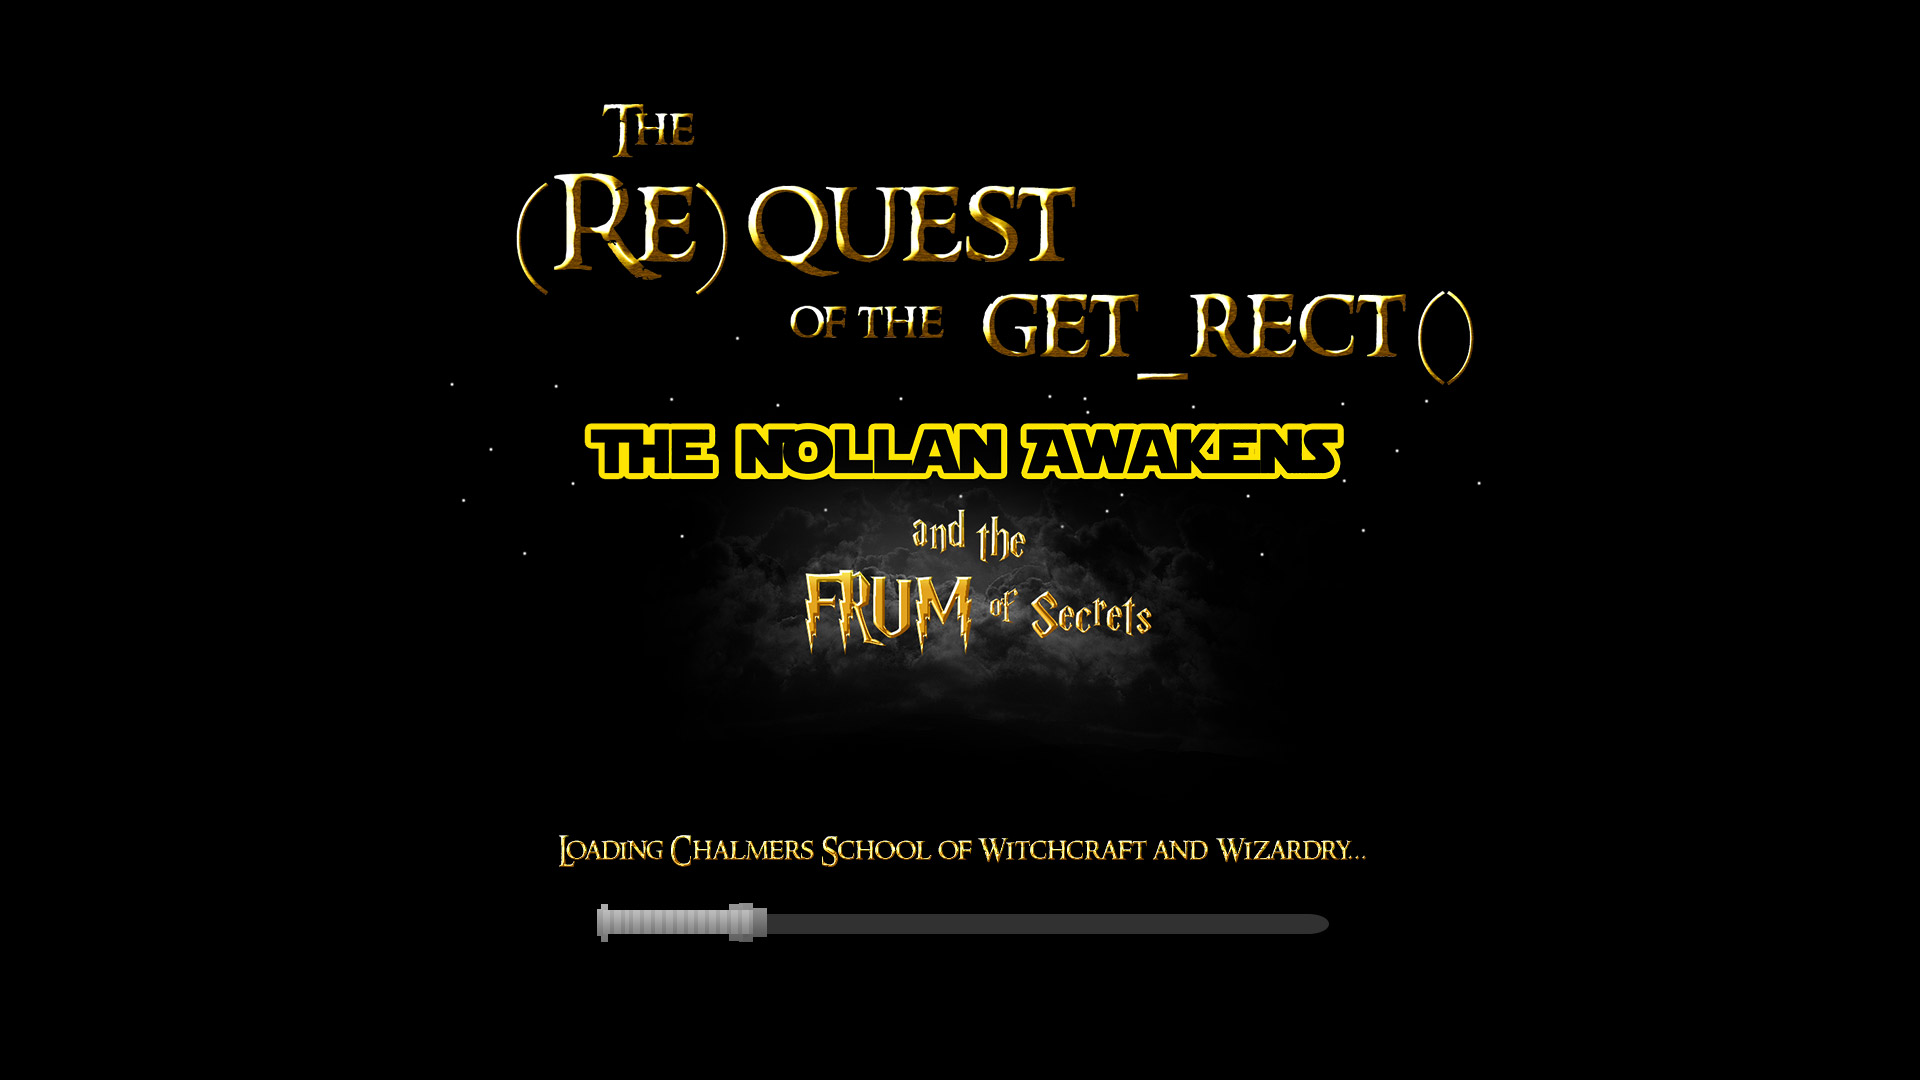 The
(Re)quest
of the get_rect()
THE NOLLAN AWAKENS
and the
FRUM of Secrets
Loading Chalmers School of Witchcraft and Wizardry...